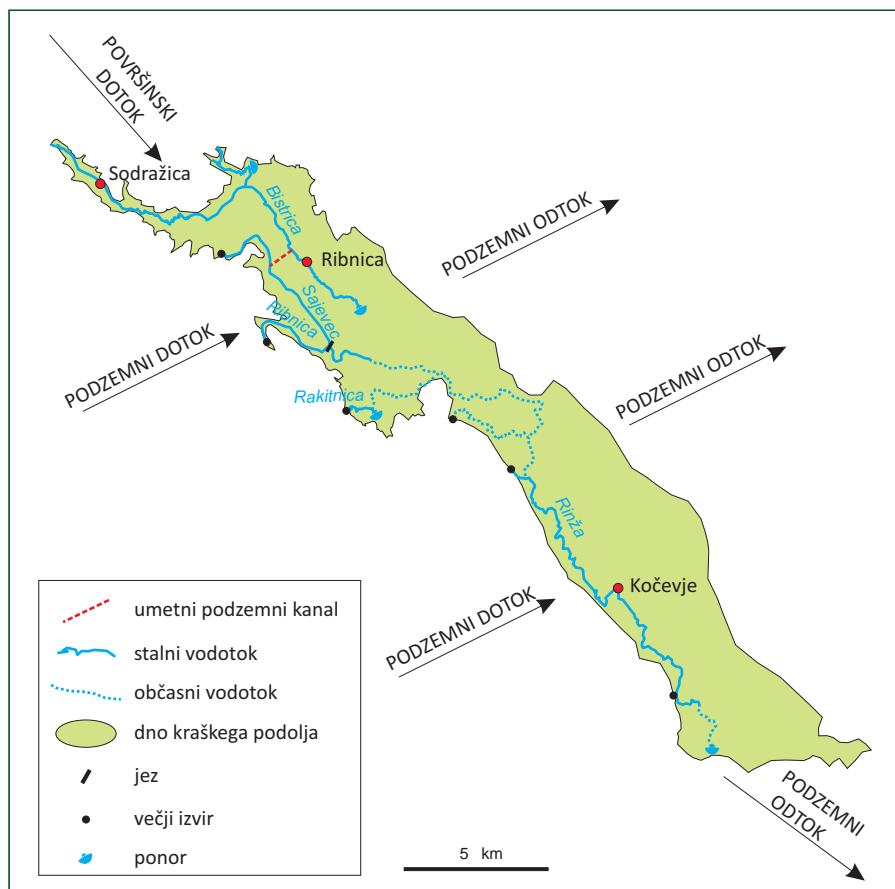 POVRŠINSKI
DOTOK
Sodražica
Bistrica
PODZEMNI ODTOK
Ribnica
Sajevec
Ribnica
PODZEMNI DOTOK
PODZEMNI ODTOK
Rakitnica
Rinža
Kočevje
PODZEMNI DOTOK
umetni podzemni kanal
stalni vodotok
občasni vodotok
dno kraškega podolja
jez
večji izvir
ponor
5 km
PODZEMNI
ODTOK